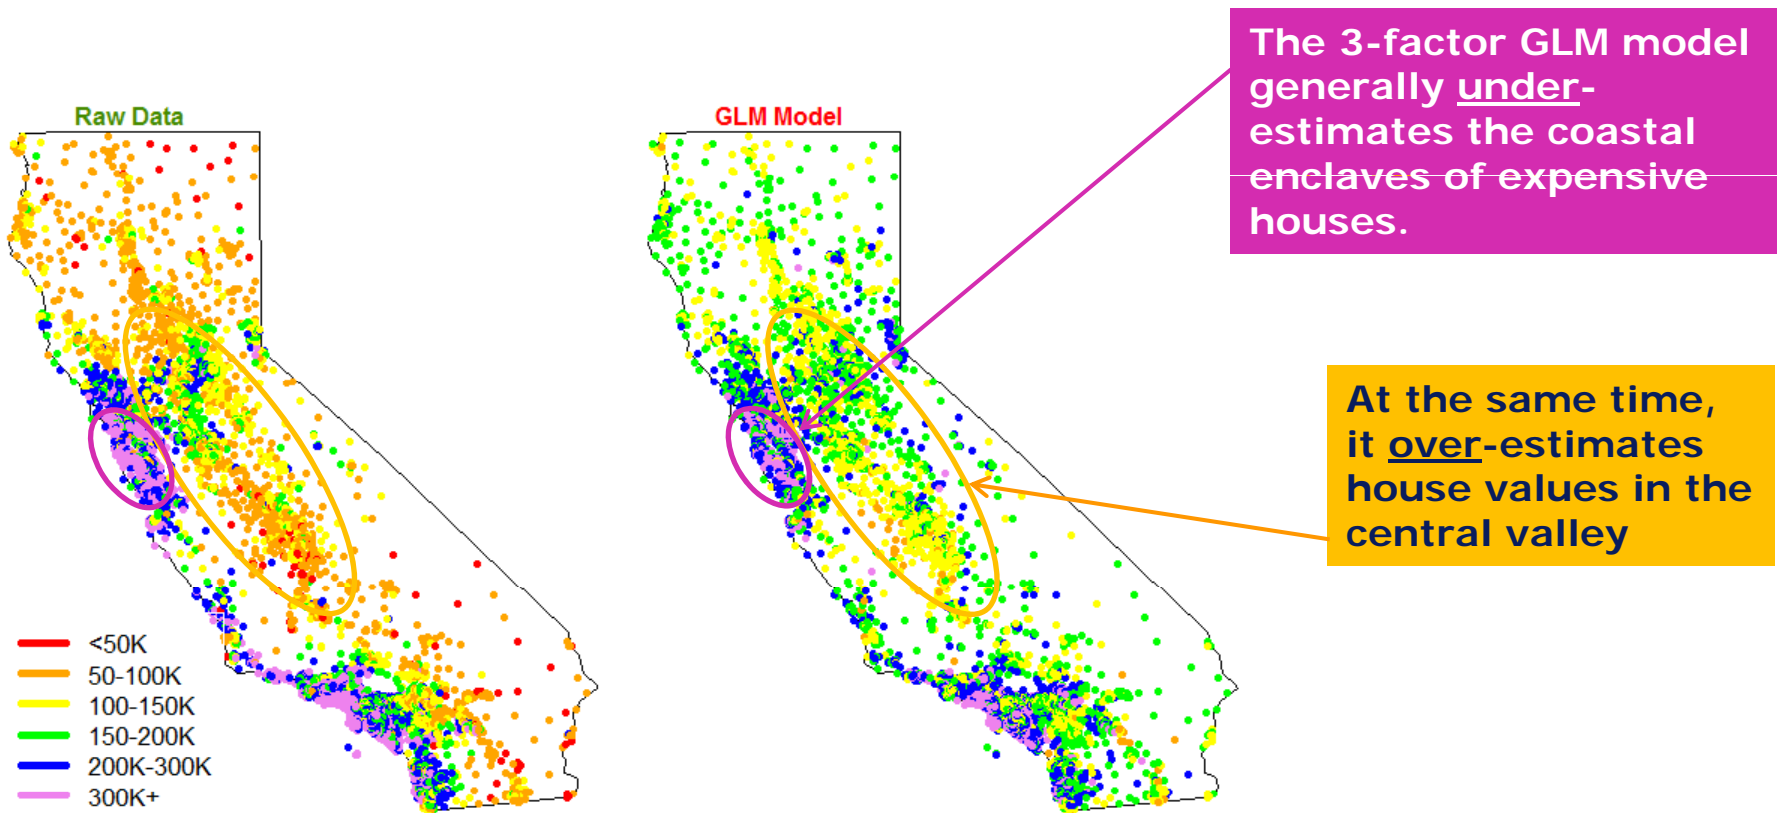 The 3-factor GLM model
generally under-
estimates the coastal
enclaves of expensive
houses.
Raw Data
GLM Model
At the same time,
it over-estimates
house values in the
central valley
<50K
50-100K
100-150K
150-200K
200K-300K
300K+